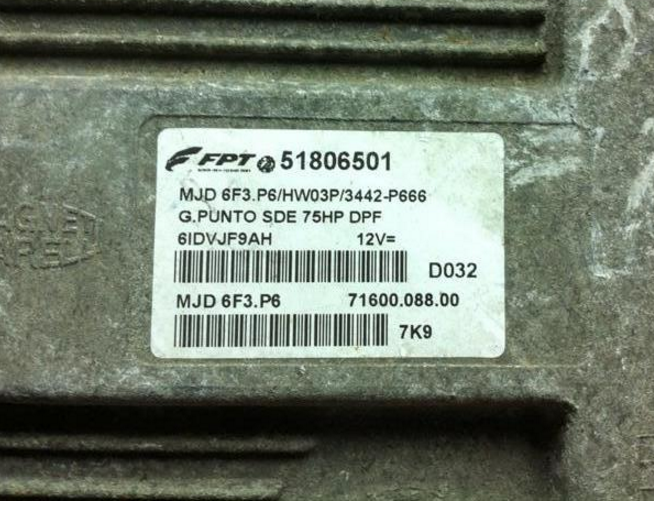 FPT 51806501
MJD 6F3.P6/HW03P/3442-P666
G.PUNTO SDE 75HP DPF
6IDVJF9AH 12V=
D032
MJD 6F3.P6 71600.088.00
7K9